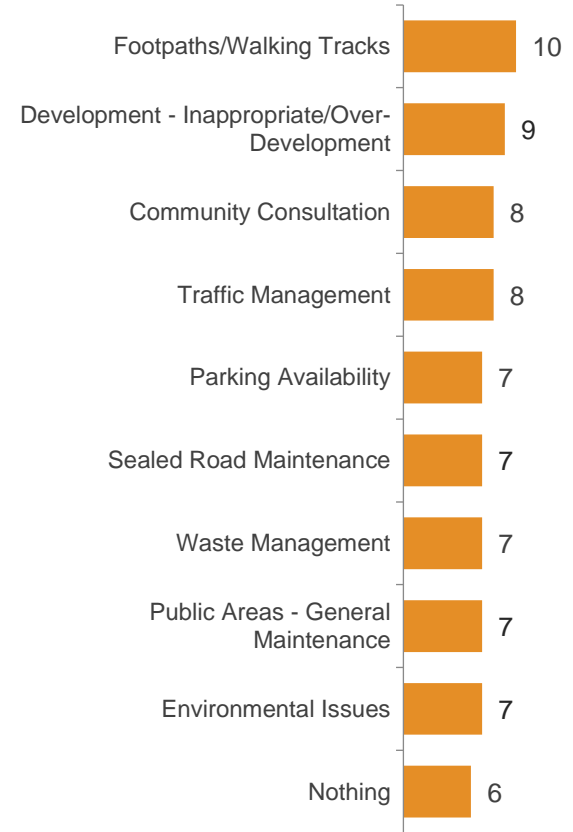 Footpaths/Walking Tracks 10
Development - Inappropriate/Over-
Development 9
Community Consultation 8
Traffic Management 8
Parking Availability 7
Sealed Road Maintenance 7
Waste Management 7
Public Areas - General
Maintenance 7
Environmental Issues 7
Nothing 6